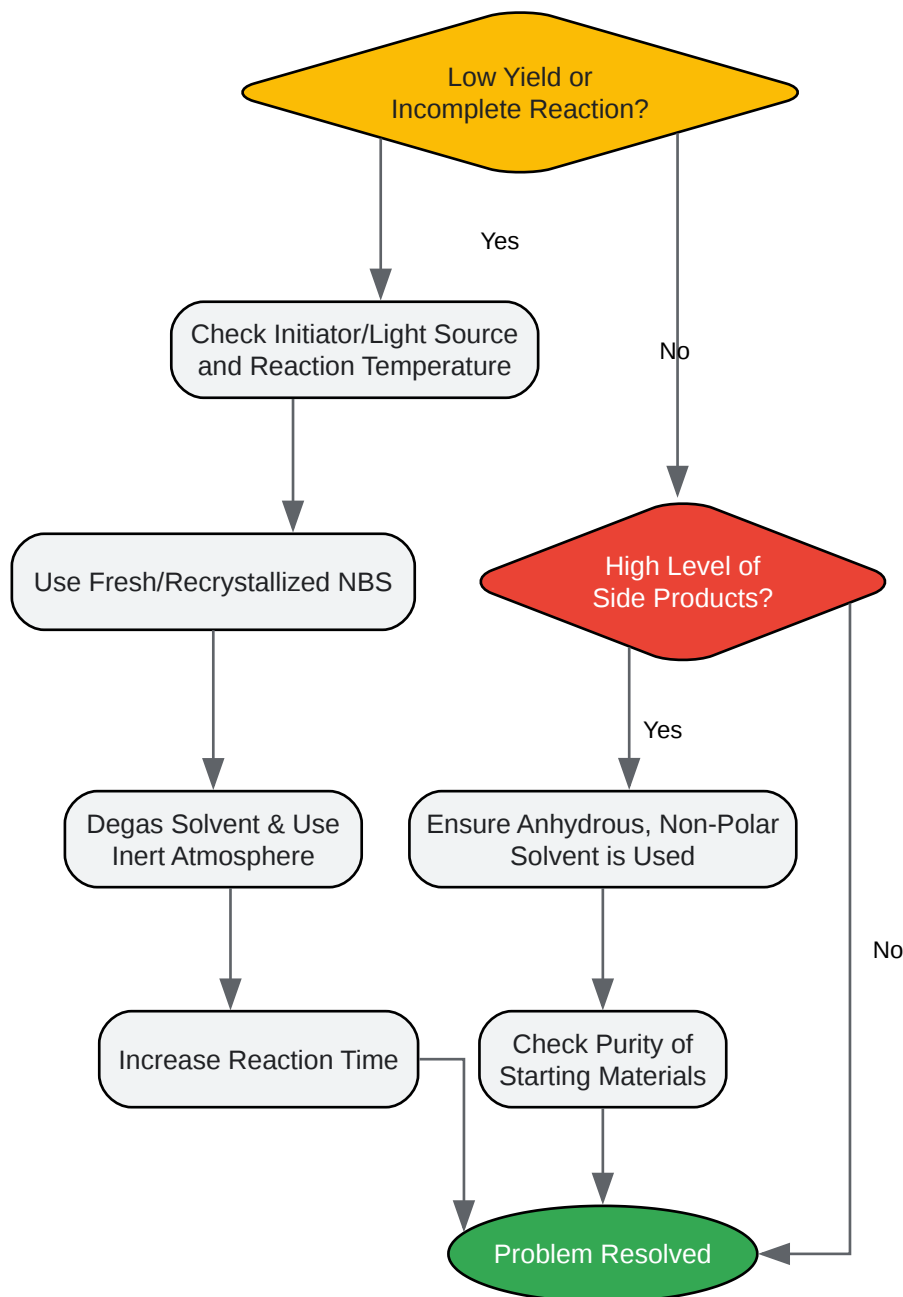 Low Yield or
Incomplete Reaction?
Yes
Check Initiator/Light Source
and Reaction Temperature
No
Use Fresh/Recrystallized NBS
High Level of
Side Products?
Yes
Degas Solvent & Use
Inert Atmosphere
Ensure Anhydrous, Non-Polar
Solvent is Used
No
Increase Reaction Time
Check Purity of
Starting Materials
Problem Resolved